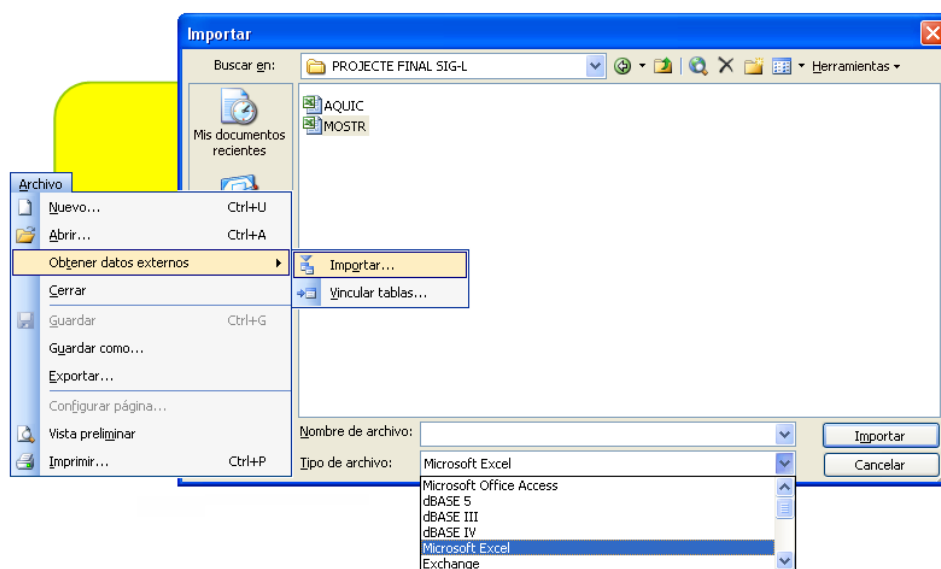 Importar
Buscar en:
PROJECTE FINAL SIG-L
Herramientas
AQUIC
MOSTR
Mis documentos
recientes
Archivo
Nuevo... Ctrl+U
Abrir... Ctrl+A
Obtener datos externos
Importar...
Vincular tablas...
Cerrar
Guardar Ctrl+G
Guardar como...
Exportar...
Configurar página...
Vista preliminar
Imprimir... Ctrl+P
Nombre de archivo:
Importar
Tipo de archivo: Microsoft Excel
Cancelar
Microsoft Office Access
dBASE 5
dBASE III
dBASE IV
Microsoft Excel
Exchange